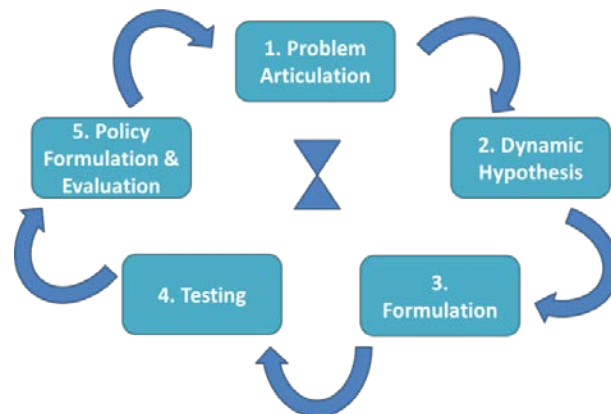 1. Problem
Articulation
2. Dynamic
Hypothesis
3.
Formulation
4. Testing
5. Policy
Formulation &
Evaluation